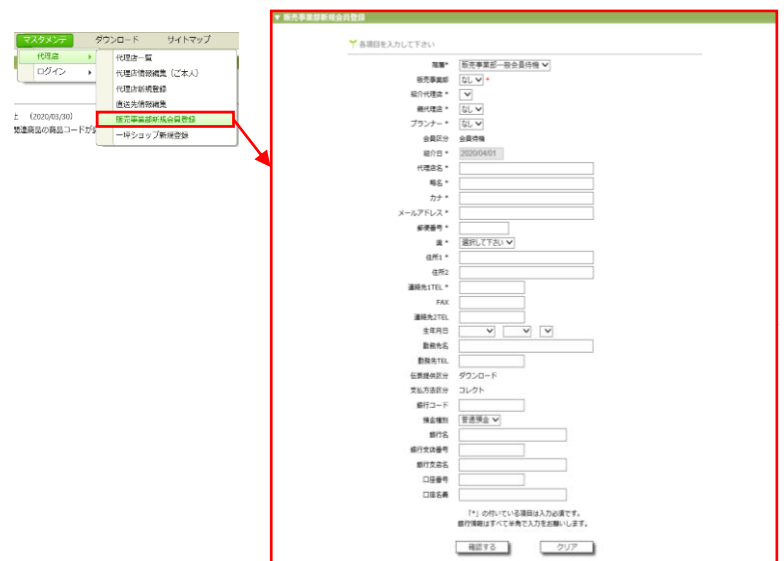 マスタメンテ ダウンロード サイトマップ
代理店
ログイン
代理店一覧
代理店情報編集（ご本人）
代理店新規登録
直送先情報編集
販売事業部新規会員登録
一坪ショップ新規登録
上 (2020/03/30)
関連商品の商品コードが
▼ 販売事業部新規会員登録
各項目を入力して下さい
階層* 販売事業部一般会員待機
販売事業部 なし *
紹介代理店 *
親代理店 * なし
プランナー * なし
会員区分 会員待機
紹介日 * 2020/04/01
代理店名 *
略名 *
カナ *
メールアドレス *
郵便番号 *
県 * 選択して下さい
住所1 *
住所2
連絡先1TEL *
FAX
連絡先2TEL
生年月日
勤務先名
勤務先TEL
伝票提供区分 ダウンロード
支払方法区分 コレクト
銀行コード
預金種別 普通預金
銀行名
銀行支店番号
銀行支店名
口座番号
口座名義
「*」の付いている項目は入力必須です。
銀行情報はすべて半角で入力をお願いします。
確認する クリア